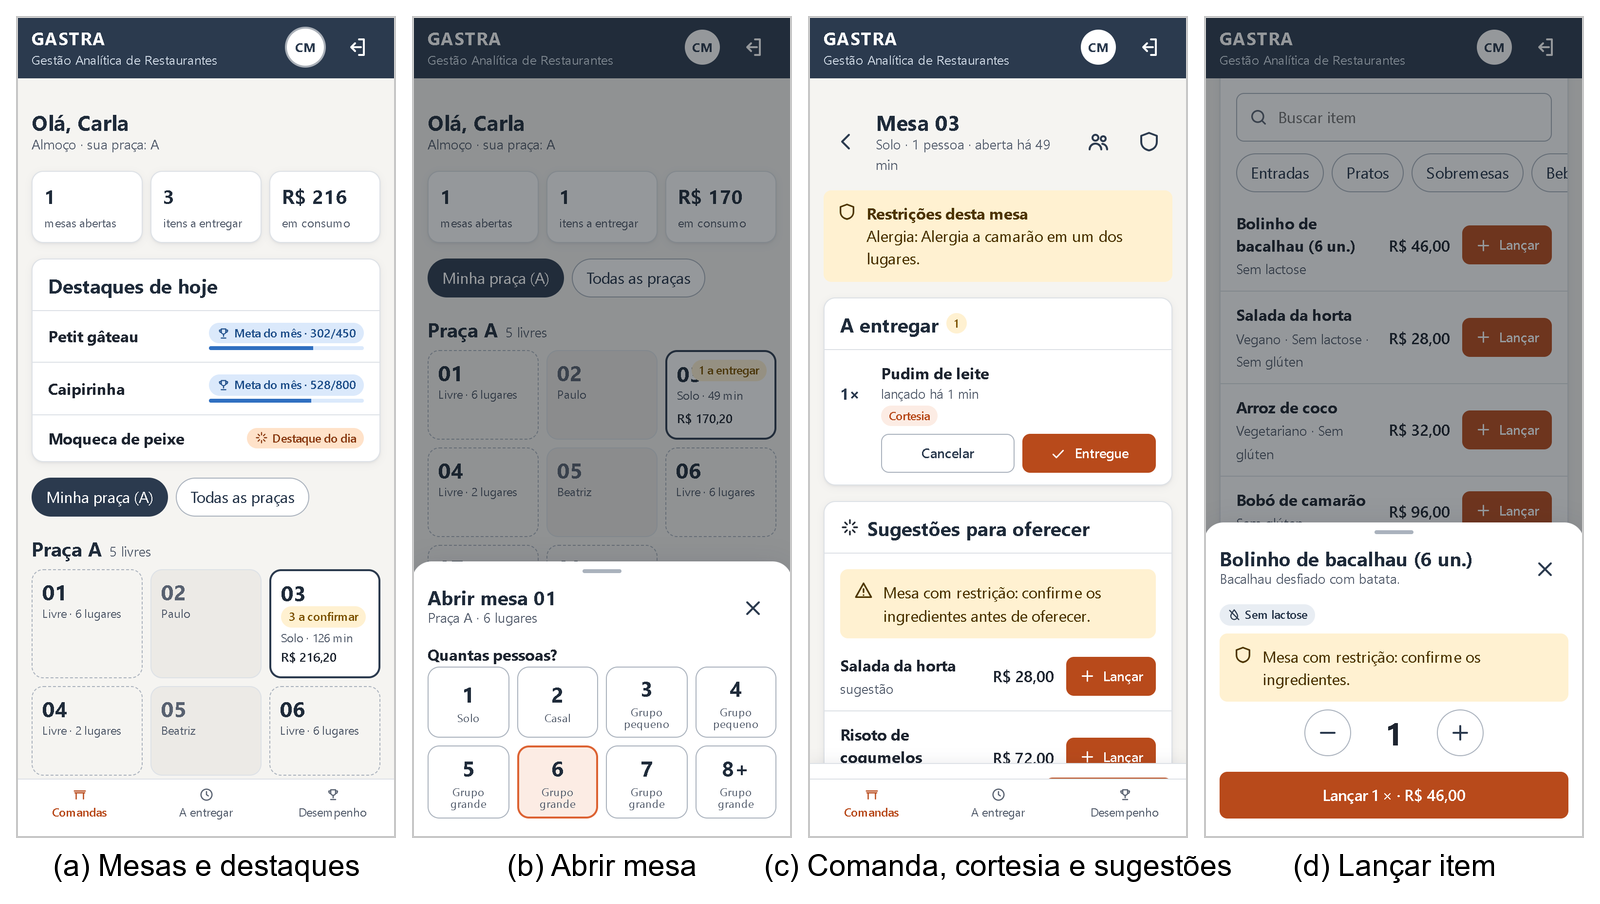 GASTRA
Gestão Analítica de Restaurantes
CM
Olá, Carla
Almoço · sua praça: A
1
mesas abertas
3
itens a entregar
R$ 216
em consumo
Destaques de hoje
Petit gâteau
Meta do mês · 302/450
Caipirinha
Meta do mês · 528/800
Moqueca de peixe
Destaque do dia
Minha praça (A)
Todas as praças
Praça A 5 livres
01
Livre · 6 lugares
02
Paulo
03
3 a confirmar
Solo · 126 min
R$ 216,20
04
Livre · 2 lugares
05
Beatriz
06
Livre · 6 lugares
Comandas
A entregar
Desempenho
(a) Mesas e destaques
GASTRA
Gestão Analítica de Restaurantes
CM
Olá, Carla
Almoço · sua praça: A
1
mesas abertas
1
itens a entregar
R$ 170
em consumo
Minha praça (A)
Todas as praças
Praça A 5 livres
01
Livre · 6 lugares
02
Paulo
1 a entregar
Solo · 49 min
R$ 170,20
04
Livre · 2 lugares
05
Beatriz
06
Livre · 6 lugares
Abrir mesa 01
Praça A · 6 lugares
Quantas pessoas?
1
Solo
2
Casal
3
Grupo
pequeno
4
Grupo
pequeno
5
Grupo
grande
6
Grupo
grande
7
Grupo
grande
8+
Grupo
grande
(b) Abrir mesa
GASTRA
Gestão Analítica de Restaurantes
CM
Mesa 03
Solo · 1 pessoa · aberta há 49
min
Restrições desta mesa
Alergia: Alergia a camarão em um dos
lugares.
A entregar 1
1×
Pudim de leite
lançado há 1 min
Cortesia
Cancelar
Entregue
Sugestões para oferecer
Mesa com restrição: confirme os
ingredientes antes de oferecer.
Salada da horta
sugestão
R$ 28,00
Lançar
Risoto de
cogumelos
R$ 72,00
Lançar
Comandas
A entregar
Desempenho
(c) Comanda, cortesia e sugestões
GASTRA
Gestão Analítica de Restaurantes
CM
Buscar item
Entradas
Pratos
Sobremesas
Beb
Bolinho de
bacalhau (6 un.)
Sem lactose
R$ 46,00
Lançar
Salada da horta
Vegano · Sem lactose ·
Sem glúten
R$ 28,00
Lançar
Arroz de coco
Vegetariano · Sem
glúten
R$ 32,00
Lançar
Bobó de camarão
R$ 96,00
Lançar
Bolinho de bacalhau (6 un.)
Bacalhau desfiado com batata.
Sem lactose
Mesa com restrição: confirme os
ingredientes.
1
Lançar 1 × · R$ 46,00
(d) Lançar item